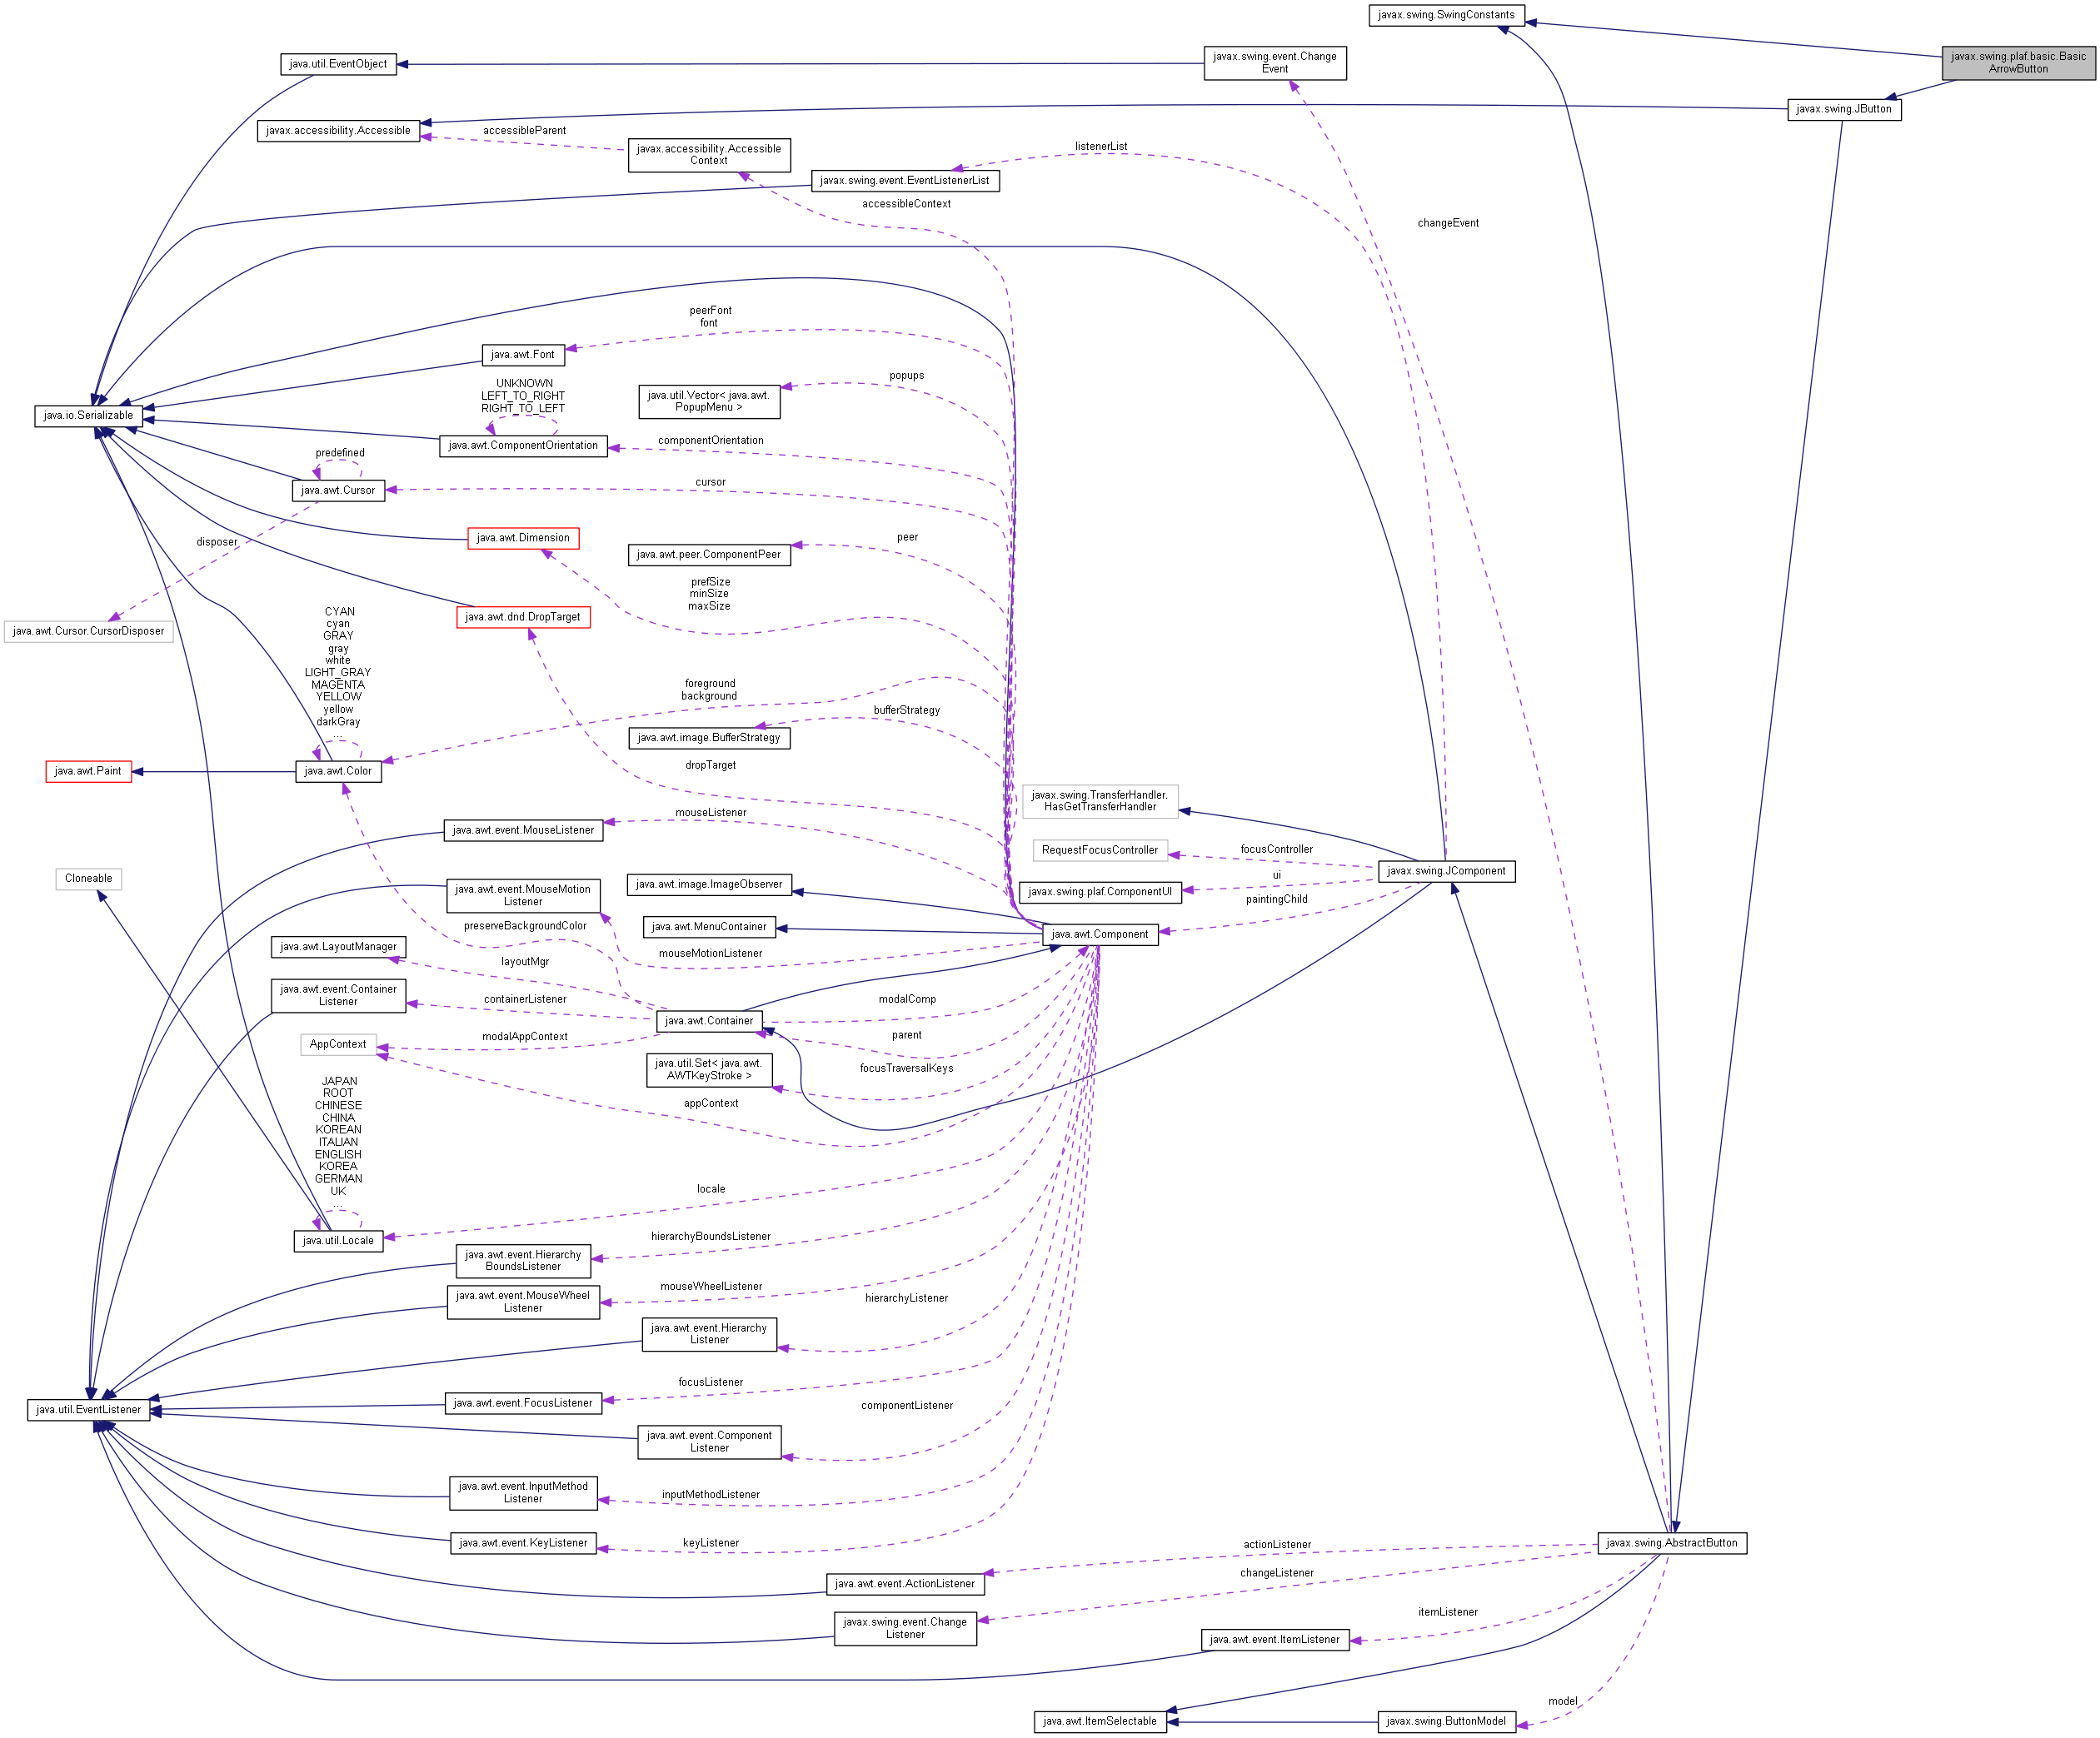 javax.swing.SwingConstants
java.util.EventObject
javax.swing.event.Change
Event
javax.swing.plaf.basic.Basic
ArrowButton
javax.swing.JButton
javax.accessibility.Accessible
accessibleParent
javax.accessibility.Accessible
Context
listenerList
javax.swing.event.EventListenerList
accessibleContext
changeEvent
peerFont
font
java.awt.Font
popups
java.util.Vector< java.awt.
PopupMenu >
UNKNOWN
LEFT_TO_RIGHT
RIGHT_TO_LEFT
java.io.Serializable
java.awt.ComponentOrientation
componentOrientation
predefined
java.awt.Cursor
cursor
disposer
java.awt.Dimension
java.awt.peer.ComponentPeer
peer
prefSize
minSize
maxSize
java.awt.dnd.DropTarget
java.awt.Cursor.CursorDisposer
CYAN
cyan
GRAY
gray
white
LIGHT_GRAY
MAGENTA
YELLOW
yellow
darkGray
...
foreground
background
bufferStrategy
java.awt.image.BufferStrategy
java.awt.Paint
java.awt.Color
dropTarget
javax.swing.TransferHandler.
HasGetTransferHandler
mouseListener
java.awt.event.MouseListener
RequestFocusController
focusController
javax.swing.JComponent
ui
Cloneable
java.awt.image.ImageObserver
javax.swing.plaf.ComponentUI
paintingChild
java.awt.event.MouseMotion
Listener
java.awt.MenuContainer
java.awt.Component
preserveBackgroundColor
mouseMotionListener
java.awt.LayoutManager
layoutMgr
java.awt.event.Container
Listener
containerListener
modalComp
java.awt.Container
AppContext
modalAppContext
parent
java.util.Set< java.awt.
AWTKeyStroke >
focusTraversalKeys
appContext
JAPAN
ROOT
CHINESE
CHINA
KOREAN
ITALIAN
ENGLISH
KOREA
GERMAN
UK
...
locale
java.util.Locale
hierarchyBoundsListener
java.awt.event.Hierarchy
BoundsListener
mouseWheelListener
java.awt.event.MouseWheel
Listener
hierarchyListener
java.awt.event.Hierarchy
Listener
focusListener
java.util.EventListener
java.awt.event.FocusListener
componentListener
java.awt.event.Component
Listener
java.awt.event.InputMethod
Listener
inputMethodListener
java.awt.event.KeyListener
keyListener
actionListener
javax.swing.AbstractButton
java.awt.event.ActionListener
changeListener
javax.swing.event.Change
Listener
itemListener
java.awt.event.ItemListener
model
java.awt.ItemSelectable
javax.swing.ButtonModel